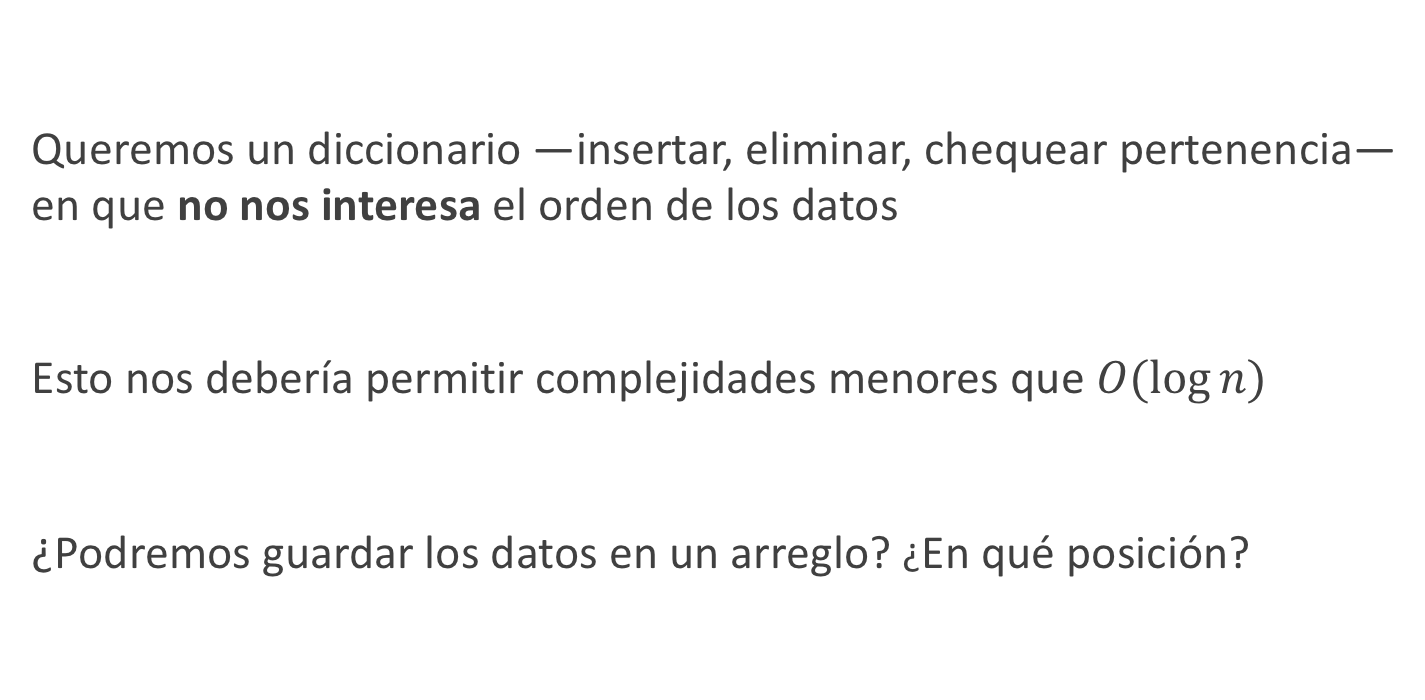 Queremos un diccionario —insertar, eliminar, chequear pertenencia—
en que no nos interesa el orden de los datos
Esto nos debería permitir complejidades menores que O(log n)
¿Podremos guardar los datos en un arreglo? ¿En qué posición?